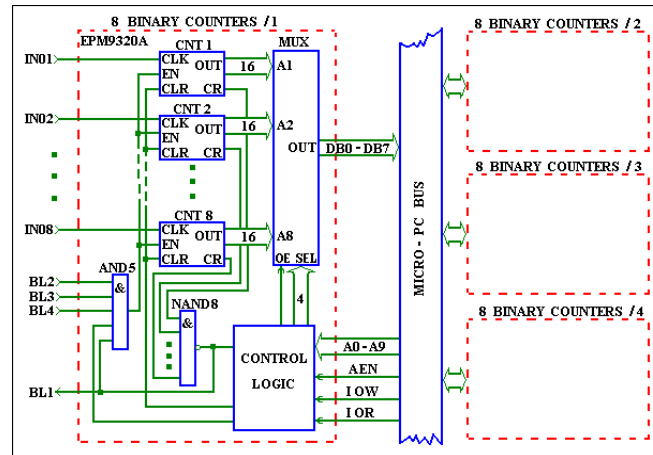 8 BINARY COUNTERS /1
8 BINARY COUNTERS /2
EPM9320A
CNT 1
MUX
IN01
CLK
OUT
EN
CLR
CR
16
A1
CNT 2
IN02
CLK
OUT
EN
CLR
CR
16
A2
OUT
DB0 - DB7
8 BINARY COUNTERS /3
MICRO - PC BUS
CNT 8
IN08
CLK
OUT
EN
CLR
CR
16
A8
OE SEL
AND5
&
BL2
BL3
BL4
NAND8
&
4
8 BINARY COUNTERS /4
CONTROL
LOGIC
A0 - A9
AEN
IOW
IOR
BL1